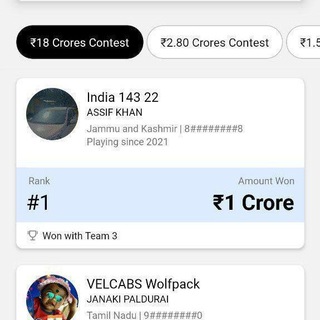 ₹18 Crores Contest
₹2.80 Crores Contest
₹1.5
India 143 22
ASSIF KHAN
Jammu and Kashmir | 8########8
Playing since 2021
Rank
Amount Won
#1
₹1 Crore
Won with Team 3
VELCABS Wolfpack
JANAKI PALDURAI
Tamil Nadu | 9########0